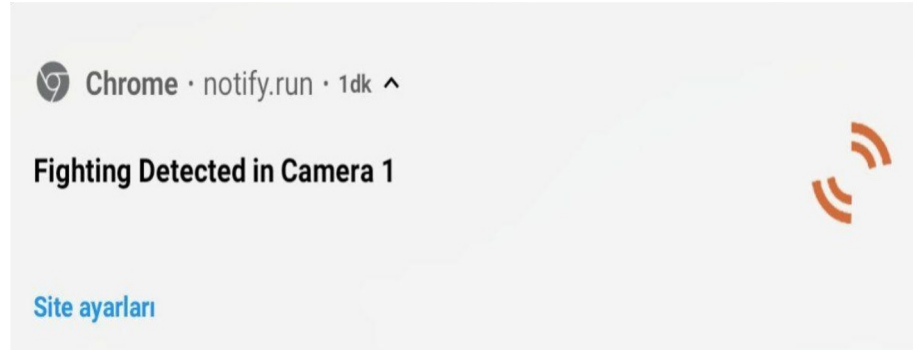 Chrome · notify.run · 1dk
Fighting Detected in Camera 1
Site ayarları